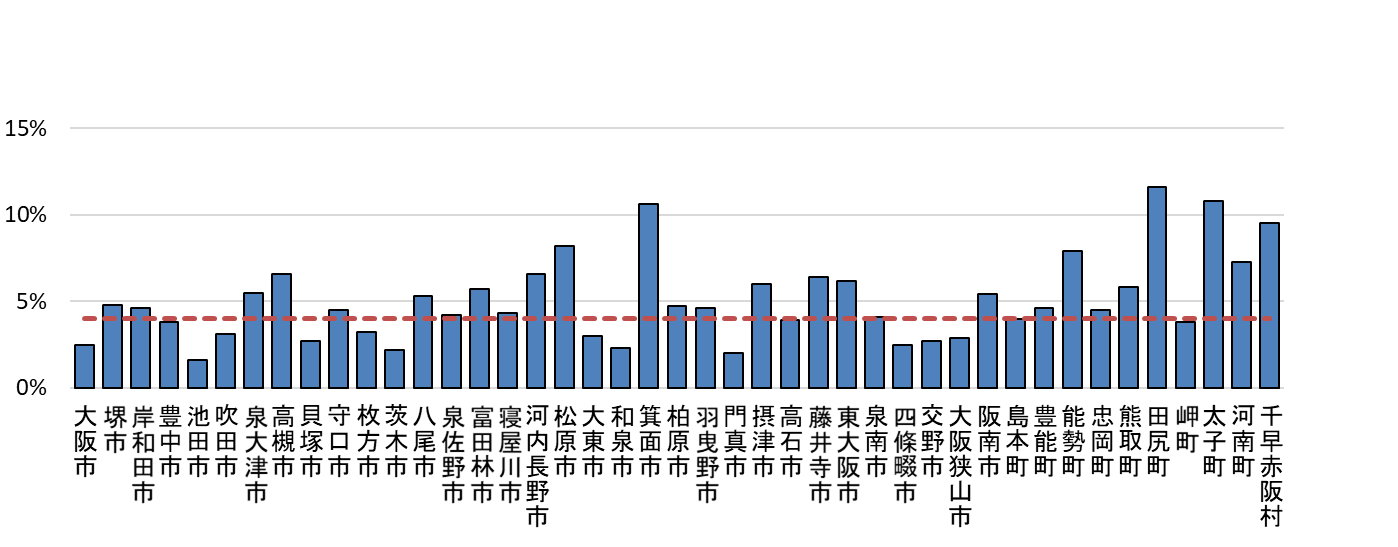 15%
10%
5%
0%
大阪市
堺市
岸和田市
豊中市
池田市
吹田市
泉大津市
高槻市
貝塚市
守口市
枚方市
茨木市
八尾市
泉佐野市
富田林市
寝屋川市
河内長野市
松原市
大東市
和泉市
箕面市
柏原市
羽曳野市
門真市
摂津市
高石市
藤井寺市
東大阪市
泉南市
四條畷市
交野市
大阪狭山市
阪南市
島本町
豊能町
能勢町
忠岡町
熊取町
田尻町
岬町
太子町
河南町
千早赤阪村